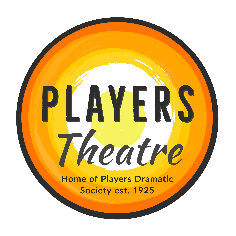 PLAYERS
Theatre
Home of Players Dramatic
Society est. 1925